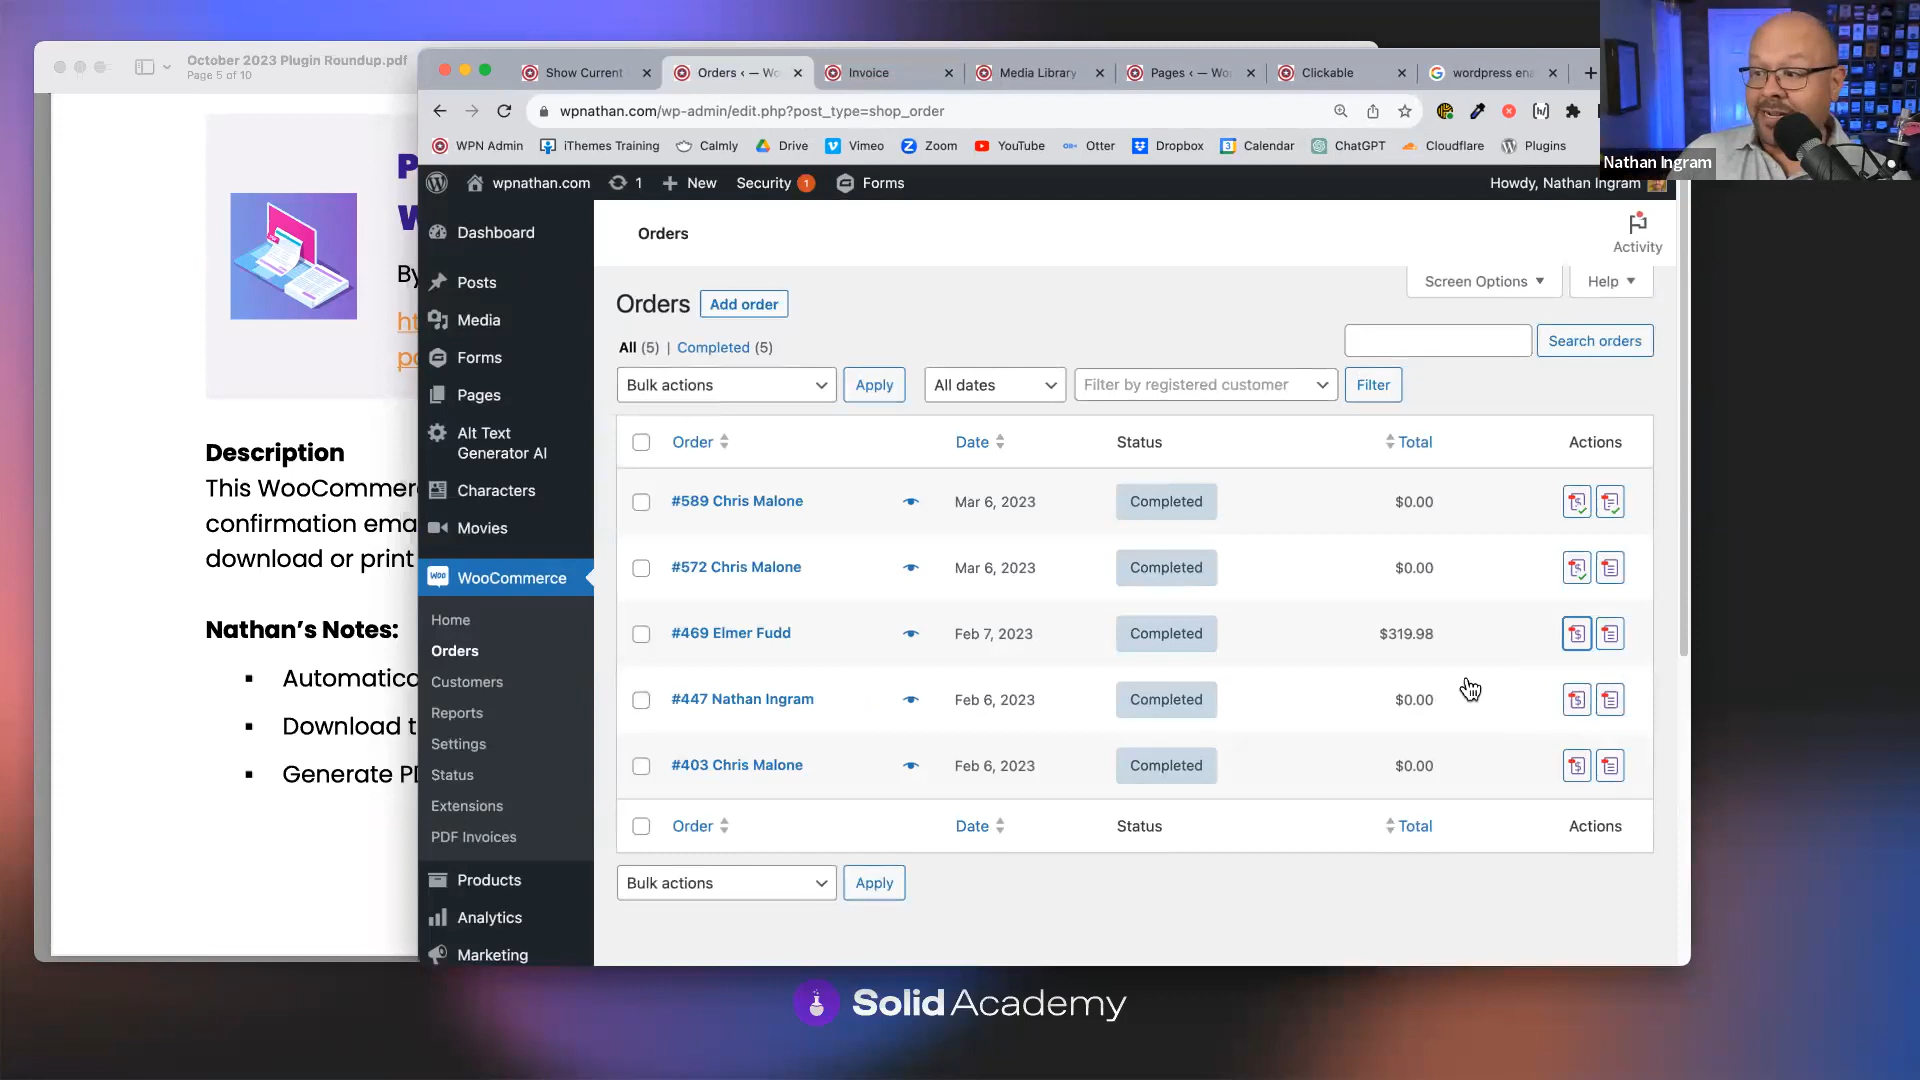 October 2023 Plugin Roundup.pdf
Page 5 of 10
Show Current
Orders ‹ — Wo
Invoice
Media Library
Pages ‹ — Wo
Clickable
wordpress ena
wpnathan.com/wp-admin/edit.php?post_type=shop_order
WPN Admin
iThemes Training
Calmly
Drive
Vimeo
Zoom
YouTube
Otter
Dropbox
Calendar
ChatGPT
Cloudflare
Plugins
Nathan Ingram
wpnathan.com
1
New
Security 1
Forms
Howdy, Nathan Ingram
P
W
By
ht
po
Description
This WooCommer
confirmation ema
download or print
Nathan's Notes:
▪ Automatica
▪ Download t
▪ Generate PD
Dashboard
Posts
Media
Forms
Pages
Alt Text
Generator AI
Characters
Movies
WooCommerce
Home
Orders
Customers
Reports
Settings
Status
Extensions
PDF Invoices
Products
Analytics
Marketing
Orders
Activity
Screen Options ▼
Help ▼
Orders
Add order
All (5) | Completed (5)
Search orders
Bulk actions
Apply
All dates
Filter by registered customer
Filter
Order Date Status Total Actions
#589 Chris Malone Mar 6, 2023 Completed $0.00
#572 Chris Malone Mar 6, 2023 Completed $0.00
#469 Elmer Fudd Feb 7, 2023 Completed $319.98
#447 Nathan Ingram Feb 6, 2023 Completed $0.00
#403 Chris Malone Feb 6, 2023 Completed $0.00
Order Date Status Total Actions
Bulk actions
Apply
Solid Academy